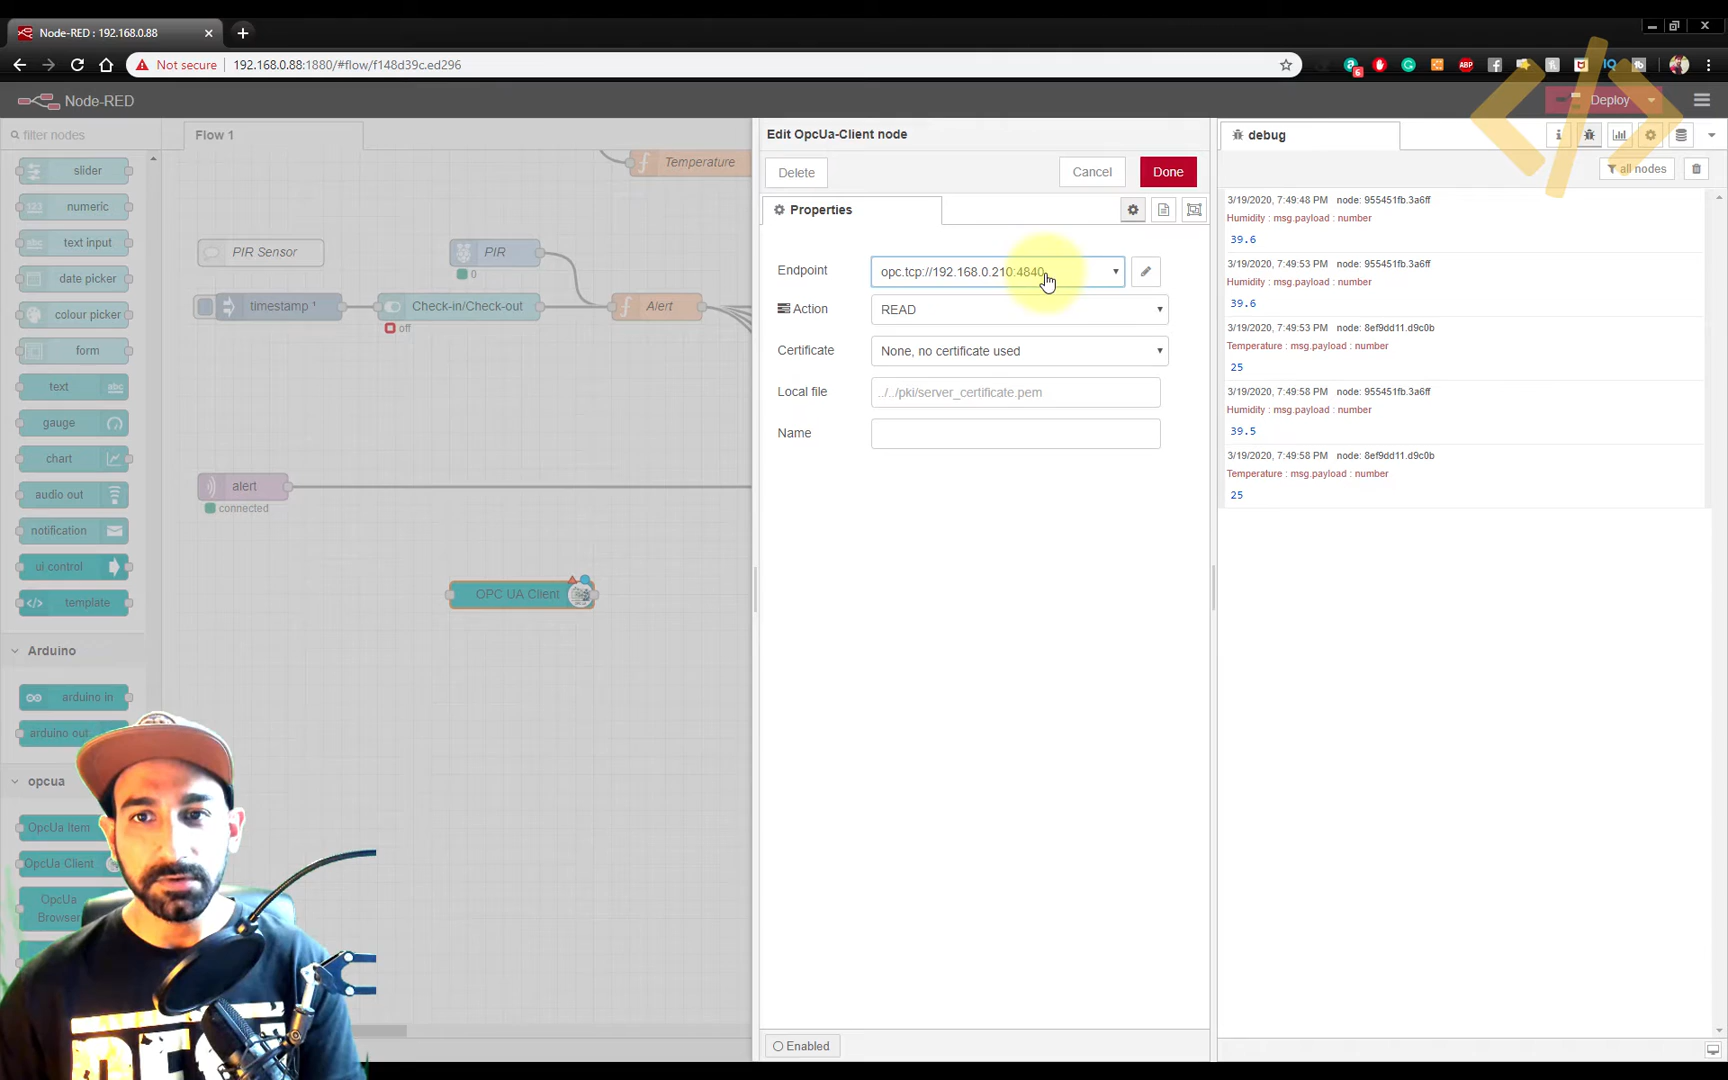 Node-RED : 192.168.0.88
Not secure 192.168.0.88:1880/#flow/f148d39c.ed296
6
ABP
Node-RED
Deploy
filter nodes
Flow 1
Edit OpcUa-Client node
debug
Delete
Cancel
Done
all nodes
slider
numeric
text input
date picker
colour picker
form
text
gauge
chart
audio out
notification
ui control
template
Arduino
arduino in
arduino out
opcua
OpcUa Item
OpcUa Client
OpcUa
Browser
Temperature
PIR Sensor
PIR
0
timestamp ¹
Check-in/Check-out
off
Alert
alert
connected
OPC UA Client
Properties
Endpoint opc.tcp://192.168.0.210:4840
Action READ
Certificate None, no certificate used
Local file ../../pki/server_certificate.pem
Name
Enabled
3/19/2020, 7:49:48 PM node: 955451fb.3a6ff
Humidity : msg.payload : number
39.6
3/19/2020, 7:49:53 PM node: 955451fb.3a6ff
Humidity : msg.payload : number
39.6
3/19/2020, 7:49:53 PM node: 8ef9dd11.d9c0b
Temperature : msg.payload : number
25
3/19/2020, 7:49:58 PM node: 955451fb.3a6ff
Humidity : msg.payload : number
39.5
3/19/2020, 7:49:58 PM node: 8ef9dd11.d9c0b
Temperature : msg.payload : number
25